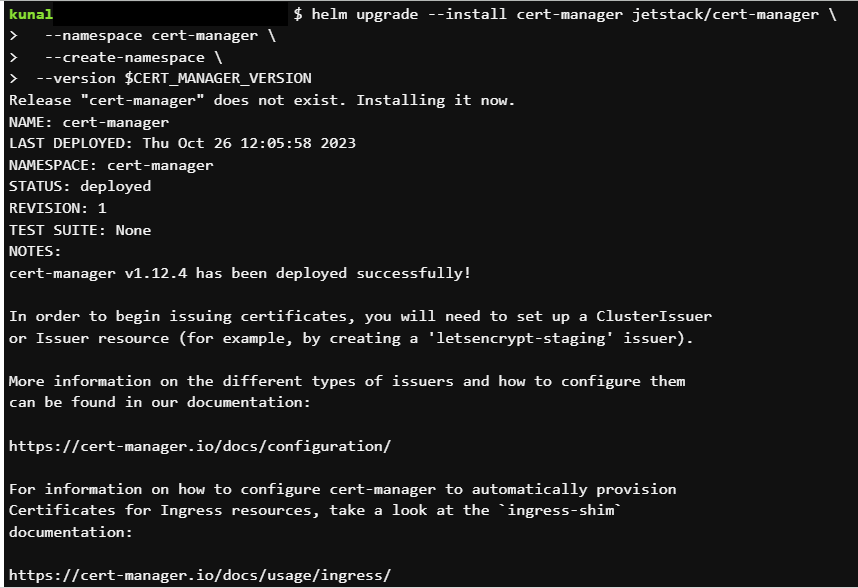 kunal $ helm upgrade --install cert-manager jetstack/cert-manager \
>   --namespace cert-manager \
>   --create-namespace \
>  --version $CERT_MANAGER_VERSION
Release "cert-manager" does not exist. Installing it now.
NAME: cert-manager
LAST DEPLOYED: Thu Oct 26 12:05:58 2023
NAMESPACE: cert-manager
STATUS: deployed
REVISION: 1
TEST SUITE: None
NOTES:
cert-manager v1.12.4 has been deployed successfully!

In order to begin issuing certificates, you will need to set up a ClusterIssuer
or Issuer resource (for example, by creating a 'letsencrypt-staging' issuer).

More information on the different types of issuers and how to configure them
can be found in our documentation:

https://cert-manager.io/docs/configuration/

For information on how to configure cert-manager to automatically provision
Certificates for Ingress resources, take a look at the `ingress-shim`
documentation:

https://cert-manager.io/docs/usage/ingress/